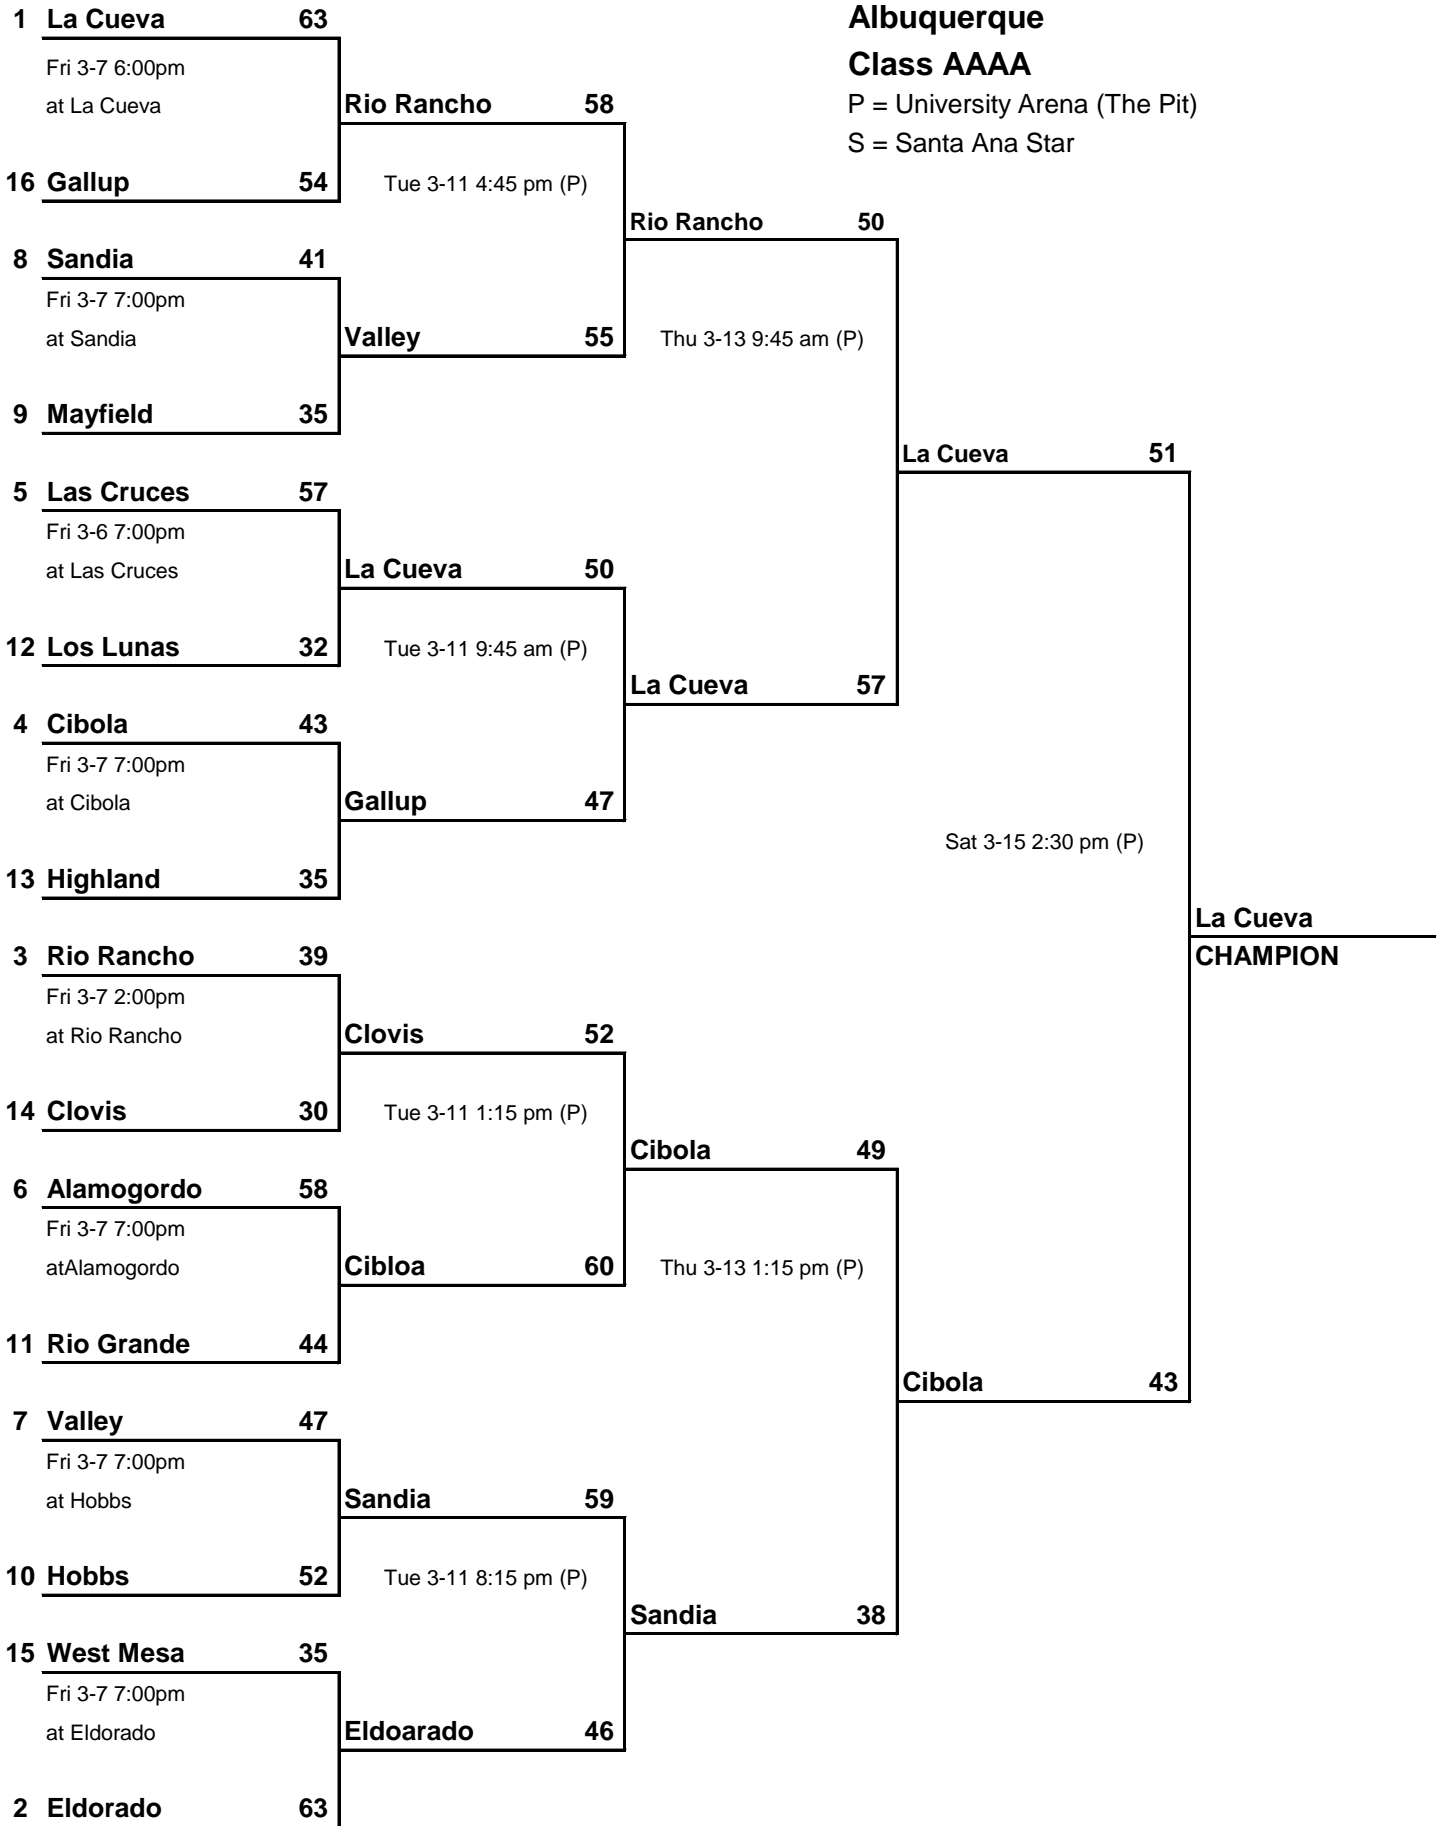 Albuquerque
Class AAAA
P = University Arena (The Pit)
S = Santa Ana Star
1 La Cueva 63
Fri 3-7 6:00pm
at La Cueva
16 Gallup 54
8 Sandia 41
Fri 3-7 7:00pm
at Sandia
9 Mayfield 35
5 Las Cruces 57
Fri 3-6 7:00pm
at Las Cruces
12 Los Lunas 32
4 Cibola 43
Fri 3-7 7:00pm
at Cibola
13 Highland 35
3 Rio Rancho 39
Fri 3-7 2:00pm
at Rio Rancho
14 Clovis 30
6 Alamogordo 58
Fri 3-7 7:00pm
atAlamogordo
11 Rio Grande 44
7 Valley 47
Fri 3-7 7:00pm
at Hobbs
10 Hobbs 52
15 West Mesa 35
Fri 3-7 7:00pm
at Eldorado
2 Eldorado 63
Rio Rancho 58
Tue 3-11 4:45 pm (P)
Valley 55
La Cueva 50
Tue 3-11 9:45 am (P)
Gallup 47
Clovis 52
Tue 3-11 1:15 pm (P)
Cibloa 60
Sandia 59
Tue 3-11 8:15 pm (P)
Eldoarado 46
Rio Rancho 50
Thu 3-13 9:45 am (P)
La Cueva 57
Cibola 49
Thu 3-13 1:15 pm (P)
Sandia 38
La Cueva 51
Sat 3-15 2:30 pm (P)
Cibola 43
La Cueva
CHAMPION